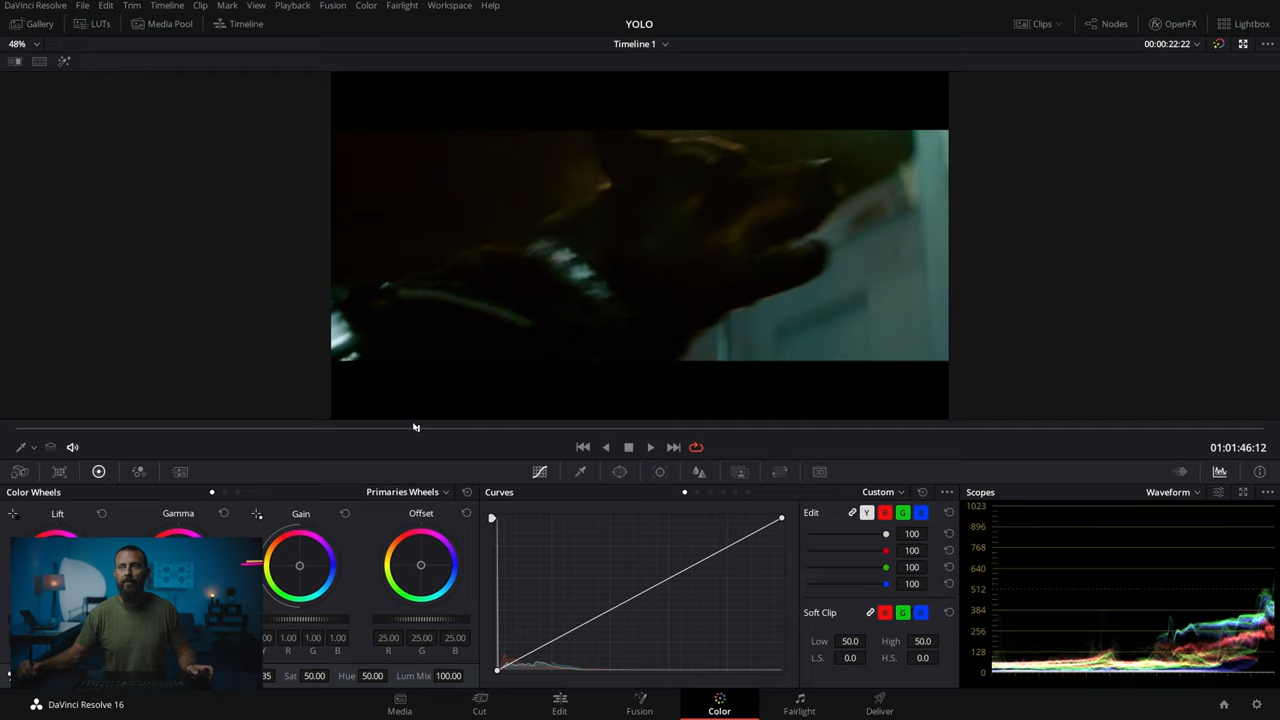 DaVinci Resolve File Edit Trim Timeline Clip Mark View Playback Fusion Color Fairlight Workspace Help
Gallery LUTs Media Pool Timeline YOLO Clips Nodes OpenFX Lightbox
48% Timeline 1 00:00:22:22
01:01:46:12
Color Wheels Primaries Wheels Curves Custom Scopes Waveform
Lift Gamma Gain Offset Edit Y R G B
1023
896
768
640
512
384
256
128
0
100
100
100
100
Soft Clip R G B
Low 50.0 High 50.0
L.S. 0.0 H.S. 0.0
1.00 1.00 1.00 25.00 25.00 25.00
R G B R G B
Sat 50.00 Hue 50.00 Lum Mix 100.00
DaVinci Resolve 16 Media Cut Fusion Edit Color Fairlight Deliver